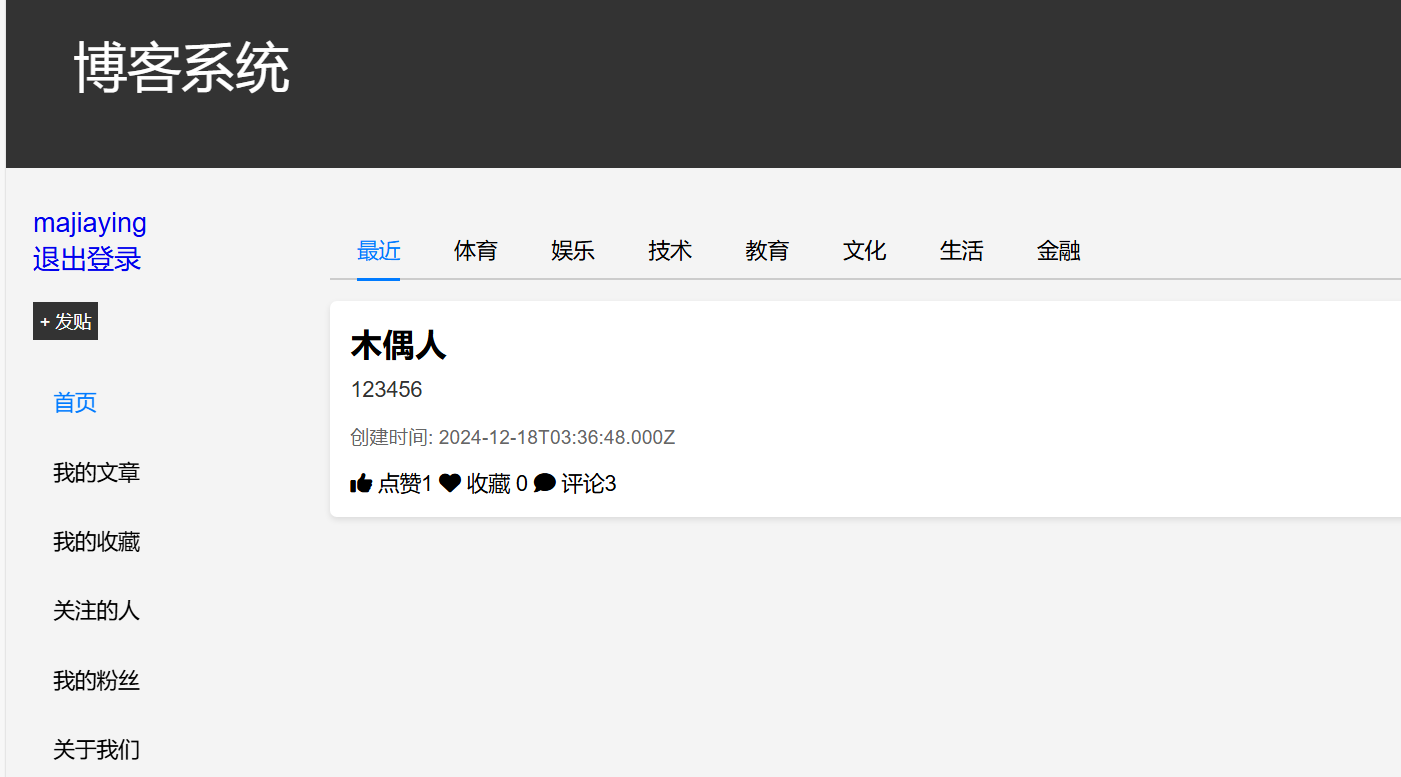 博客系统
majiaying
退出登录
+ 发贴
首页
我的文章
我的收藏
关注的人
我的粉丝
关于我们
最近 体育 娱乐 技术 教育 文化 生活 金融
木偶人
123456
创建时间: 2024-12-18T03:36:48.000Z
点赞1 收藏 0 评论3